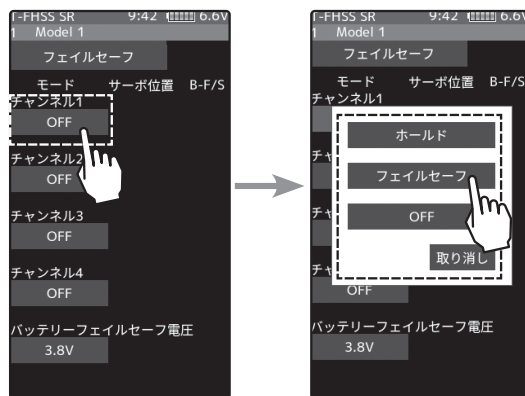 T-FHSS SR 9:42 6.6V
1 Model 1
フェイルセーフ
モード サーボ位置 B-F/S
チャンネル1
OFF
チャンネル2
OFF
チャンネル3
OFF
チャンネル4
OFF
バッテリーフェイルセーフ電圧
3.8V
T-FHSS SR 9:42 6.6V
1 Model 1
フェイルセーフ
モード サーボ位置 B-F/S
チャンネル1
ホールド
フェイルセーフ
OFF
取り消し
OFF
バッテリーフェイルセーフ電圧
3.8V